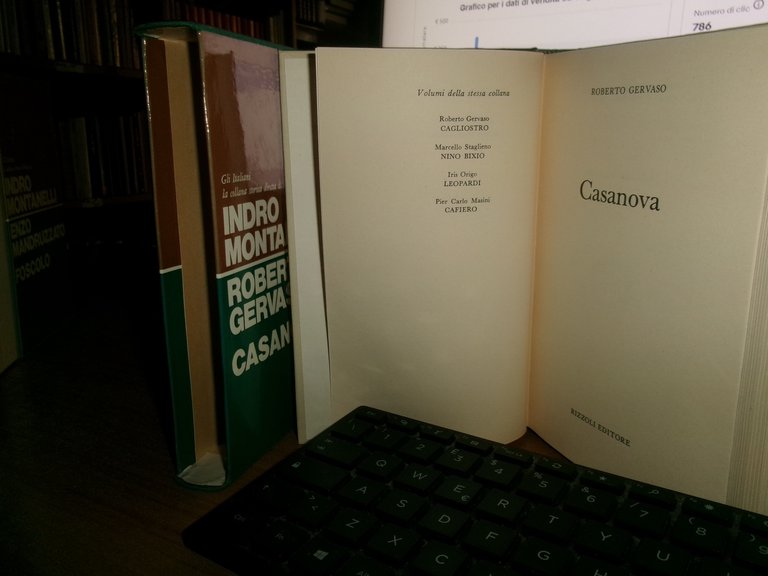 Grafico per i dati di vendita
Numero di clic
786
€500
INDRO
MONTANELLI
ENZO
MANDRUZZATO
FOSCOLO
Gli Italiani
la collana storica diretta
INDRO
MONTA
ROBER
GERVA
CASAN
Volumi della stessa collana
Roberto Gervaso
CAGLIOSTRO
Marcello Staglieno
NINO BIXIO
Iris Origo
LEOPARDI
Pier Carlo Masini
CAFIERO
ROBERTO GERVASO
Casanova
RIZZOLI EDITORE
Q W E R T Y U
€
A S D F G H
Z X C
Alt